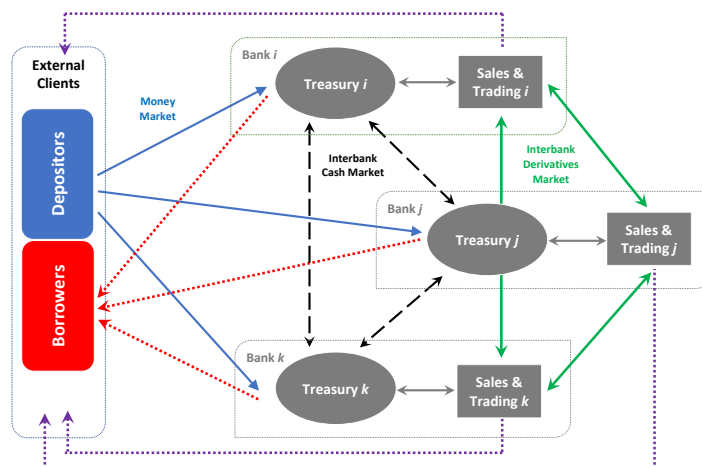 External
Clients
Depositors
Borrowers
Money
Market
Bank i
Treasury i
Sales &
Trading i
Interbank
Cash Market
Interbank
Derivatives
Market
Bank j
Treasury j
Sales &
Trading j
Bank k
Treasury k
Sales &
Trading k